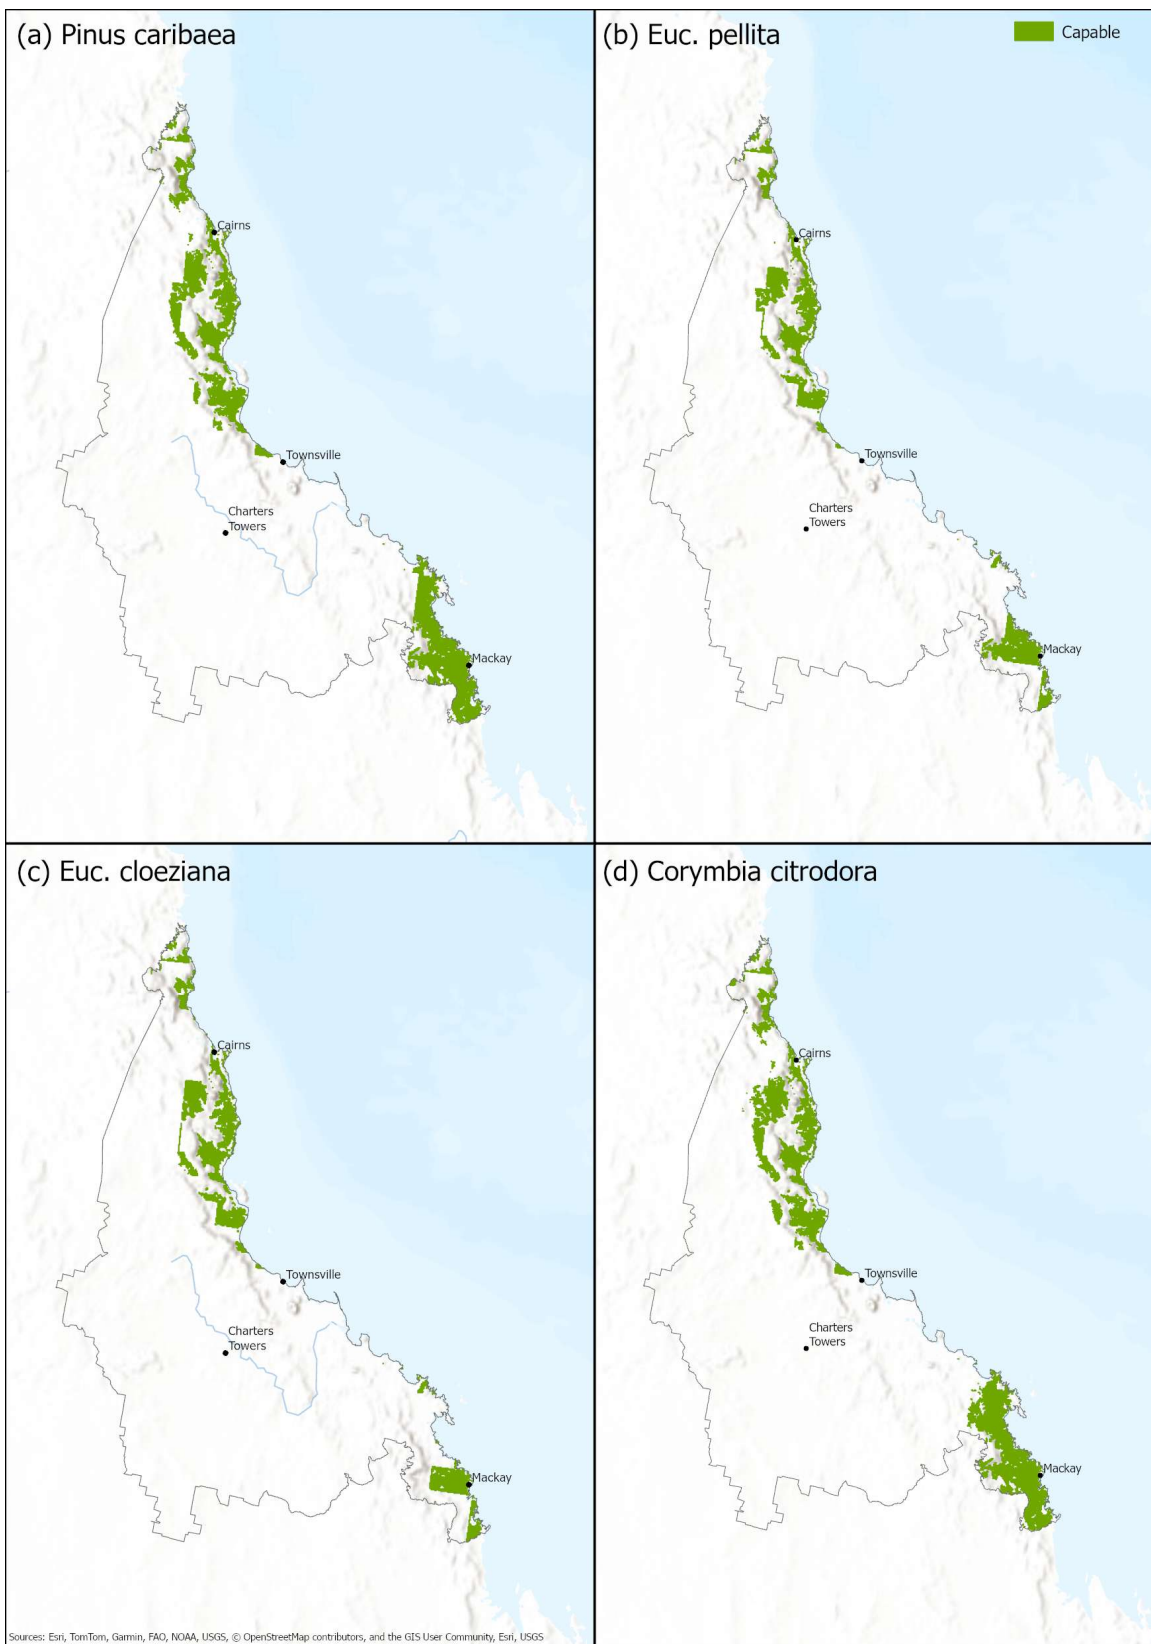 (a) Pinus caribaea
Cairns
Townsville
Charters
Towers
Mackay
(b) Euc. pellita
Capable
Cairns
Townsville
Charters
Towers
Mackay
(c) Euc. cloeziana
Cairns
Townsville
Charters
Towers
Mackay
Sources: Esri, TomTom, Garmin, FAO, NOAA, USGS, © OpenStreetMap contributors, and the GIS User Community, Esri, USGS
(d) Corymbia citrodora
Cairns
Townsville
Charters
Towers
Mackay